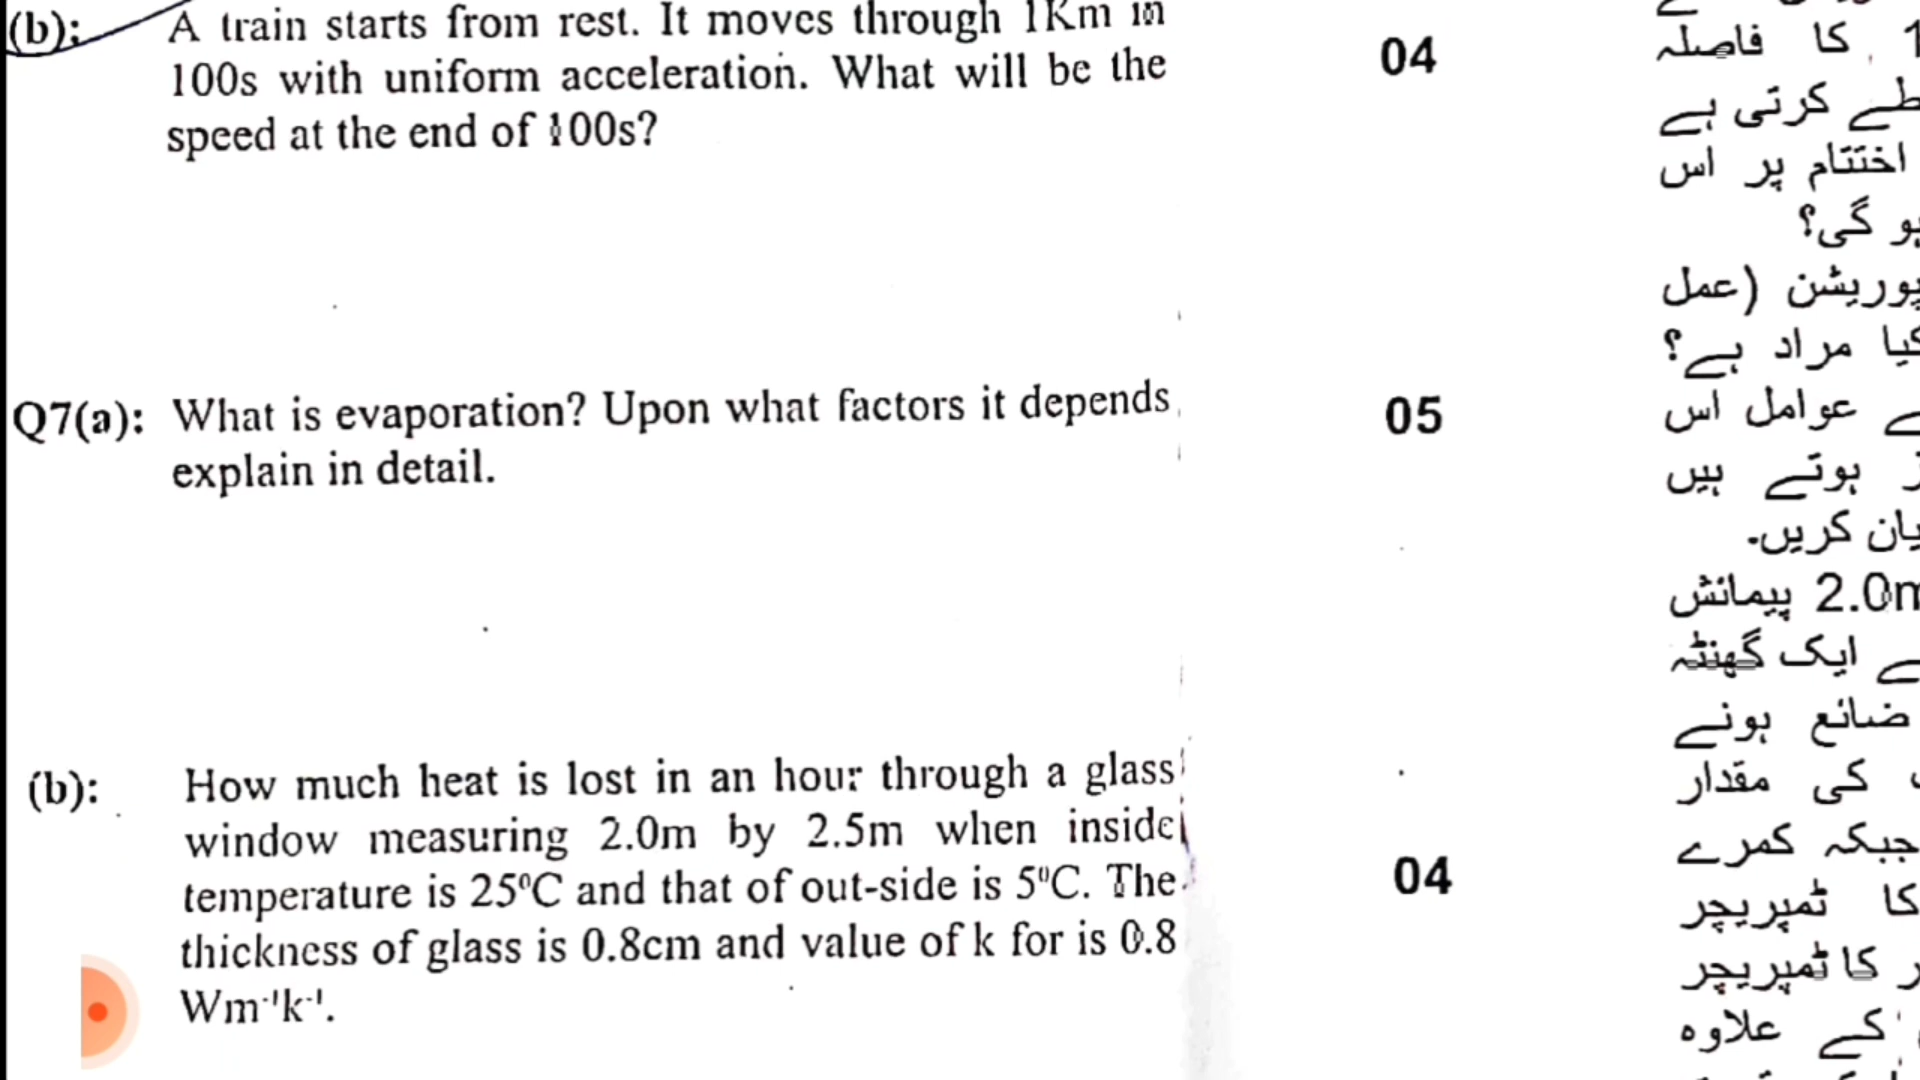 (b): A train starts from rest. It moves through 1Km in
100s with uniform acceleration. What will be the
speed at the end of 100s?
04
Q7(a): What is evaporation? Upon what factors it depends
explain in detail.
05
(b): How much heat is lost in an hour through a glass
window measuring 2.0m by 2.5m when inside
temperature is 25⁰C and that of out-side is 5⁰C. The
thickness of glass is 0.8cm and value of k for is 0.8
Wm⁻¹k⁻¹.
04
کا فاصلہ
طے کرتی ہے
اختتام پر اس
ہو گی؟
(عمل
کیا مراد ہے؟
عوامل اس
ہوتے ہیں
کریں۔
2.0m پیمائش
ایک گھنٹہ
ضائع ہونے
کی مقدار
جبکہ کمرے
کا ٹمپریچر
کا ٹمپریچر
کے علاوہ